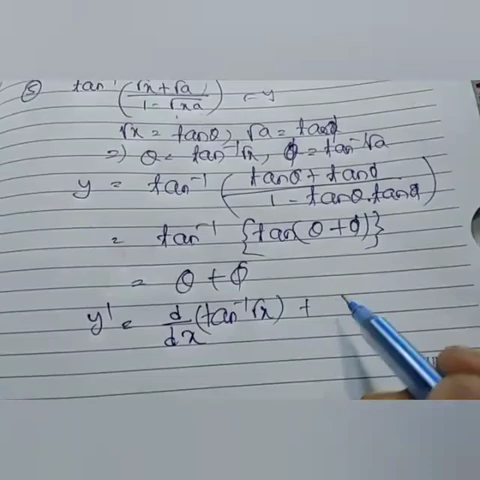 ⑤ tan⁻¹ (√x + √a / 1 - √xa) = y
√x = tanθ, √a = tanϕ
⇒ θ = tan⁻¹√x, ϕ = tan⁻¹√a
y = tan⁻¹ (tanθ + tanϕ / 1 - tanθ.tanϕ)
= tan⁻¹ {tan(θ + ϕ)}
= θ + ϕ
y' = d/dx (tan⁻¹√x) +